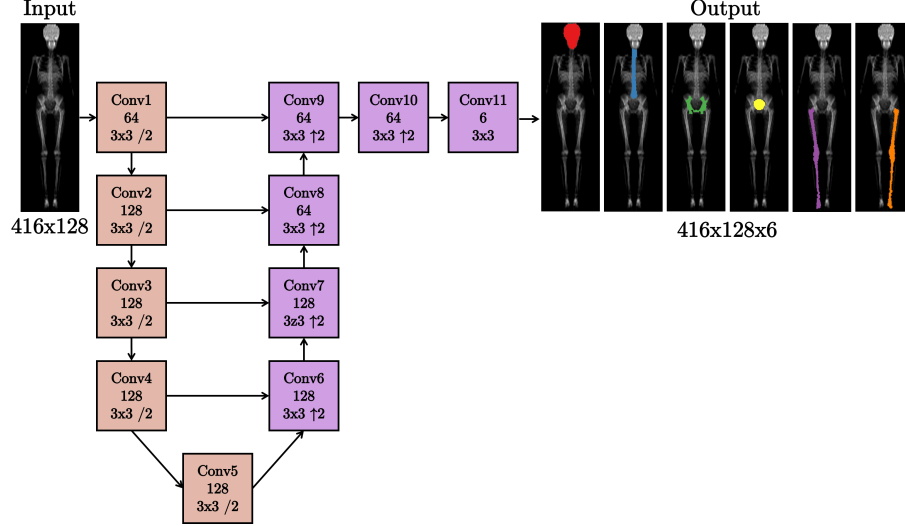 Input
Output
Conv1
64
3x3 /2
Conv9
64
3x3 ↑2
Conv10
64
3x3 ↑2
Conv11
6
3x3
Conv2
128
3x3 /2
Conv8
64
3x3 ↑2
416x128
416x128x6
Conv3
128
3x3 /2
Conv7
128
3z3 ↑2
Conv4
128
3x3 /2
Conv6
128
3x3 ↑2
Conv5
128
3x3 /2